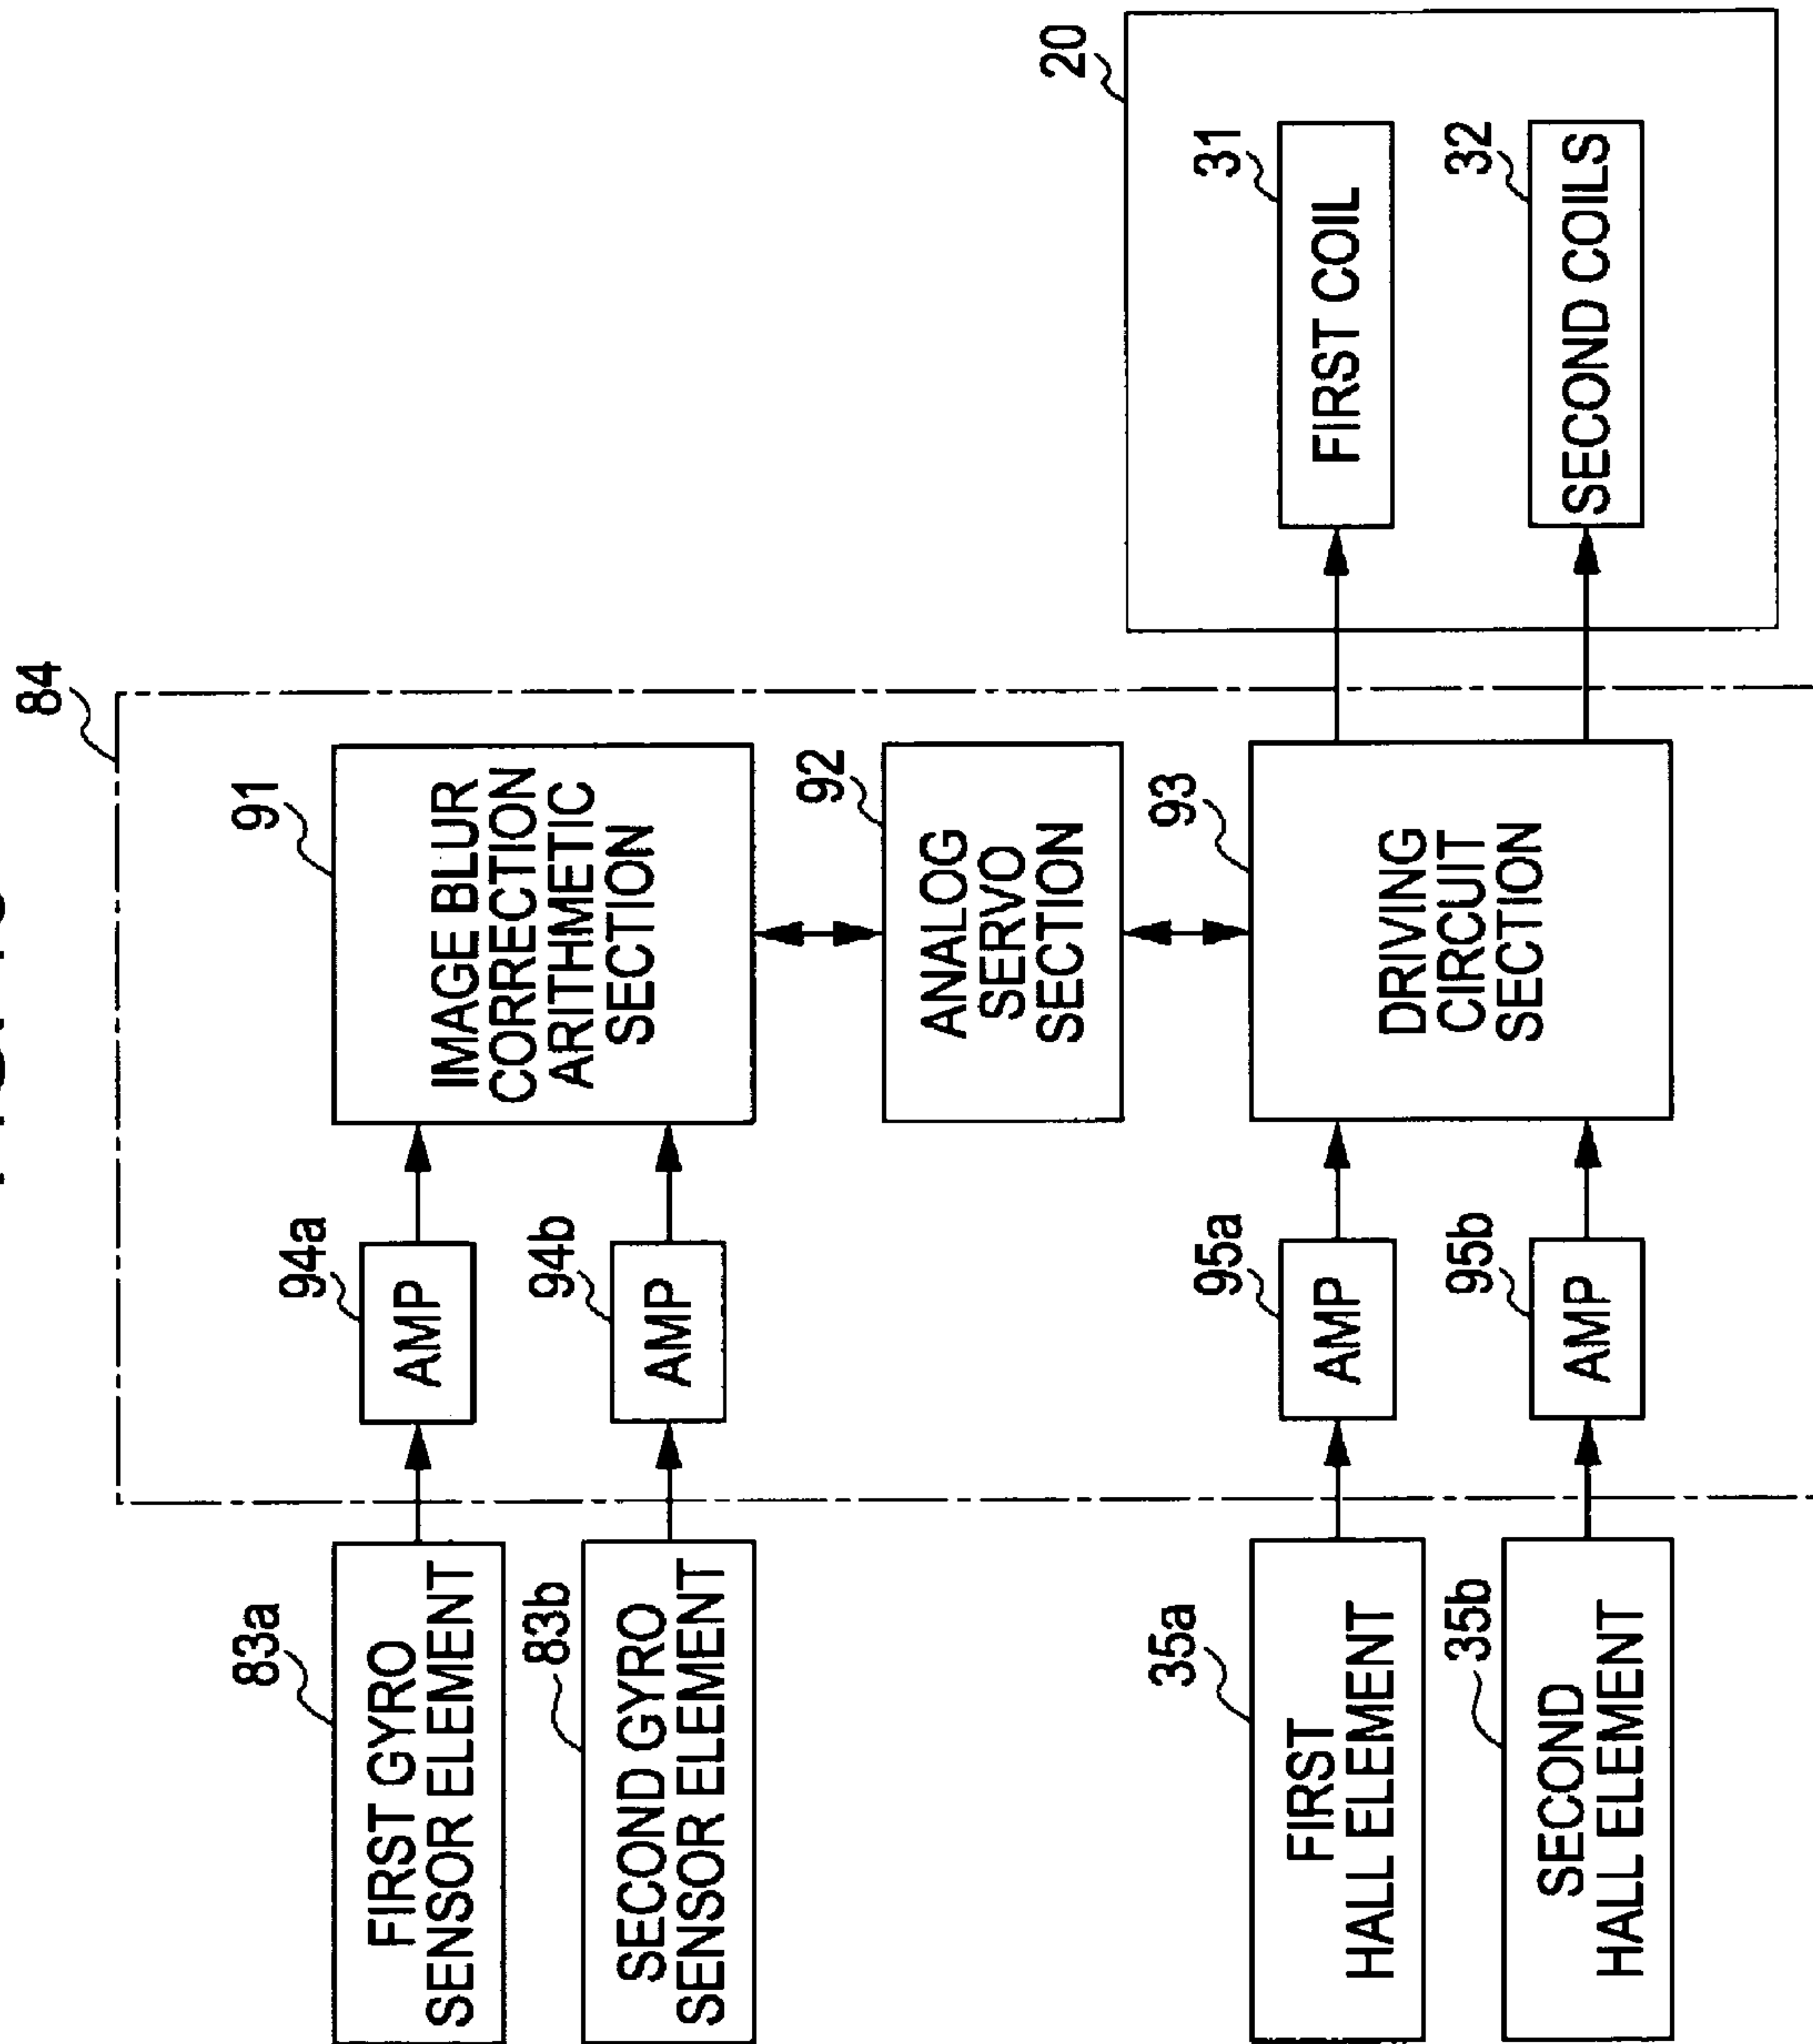 84
83a
FIRST GYRO
SENSOR ELEMENT
94a
AMP
91
IMAGE BLUR
CORRECTION
ARITHMETIC
SECTION
83b
SECOND GYRO
SENSOR ELEMENT
94b
AMP
92
ANALOG
SERVO
SECTION
20
35a
FIRST
HALL ELEMENT
95a
AMP
93
DRIVING
CIRCUIT
SECTION
31
FIRST COIL
35b
SECOND
HALL ELEMENT
95b
AMP
32
SECOND COILS